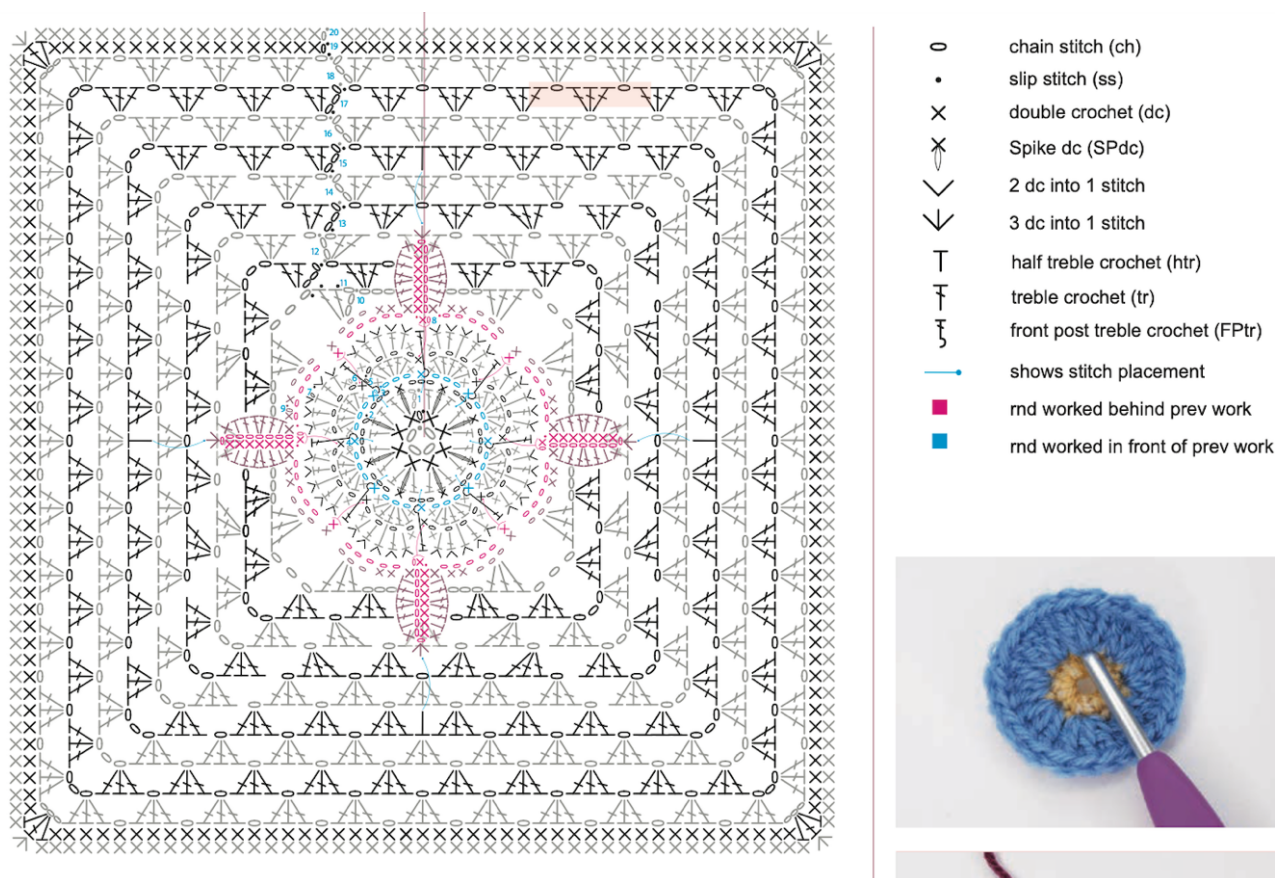 20
19
18
17
16
15
14
13
12
11
10
8
9
2
chain stitch (ch)
slip stitch (ss)
double crochet (dc)
Spike dc (SPdc)
2 dc into 1 stitch
3 dc into 1 stitch
half treble crochet (htr)
treble crochet (tr)
front post treble crochet (FPtr)
shows stitch placement
rnd worked behind prev work
rnd worked in front of prev work